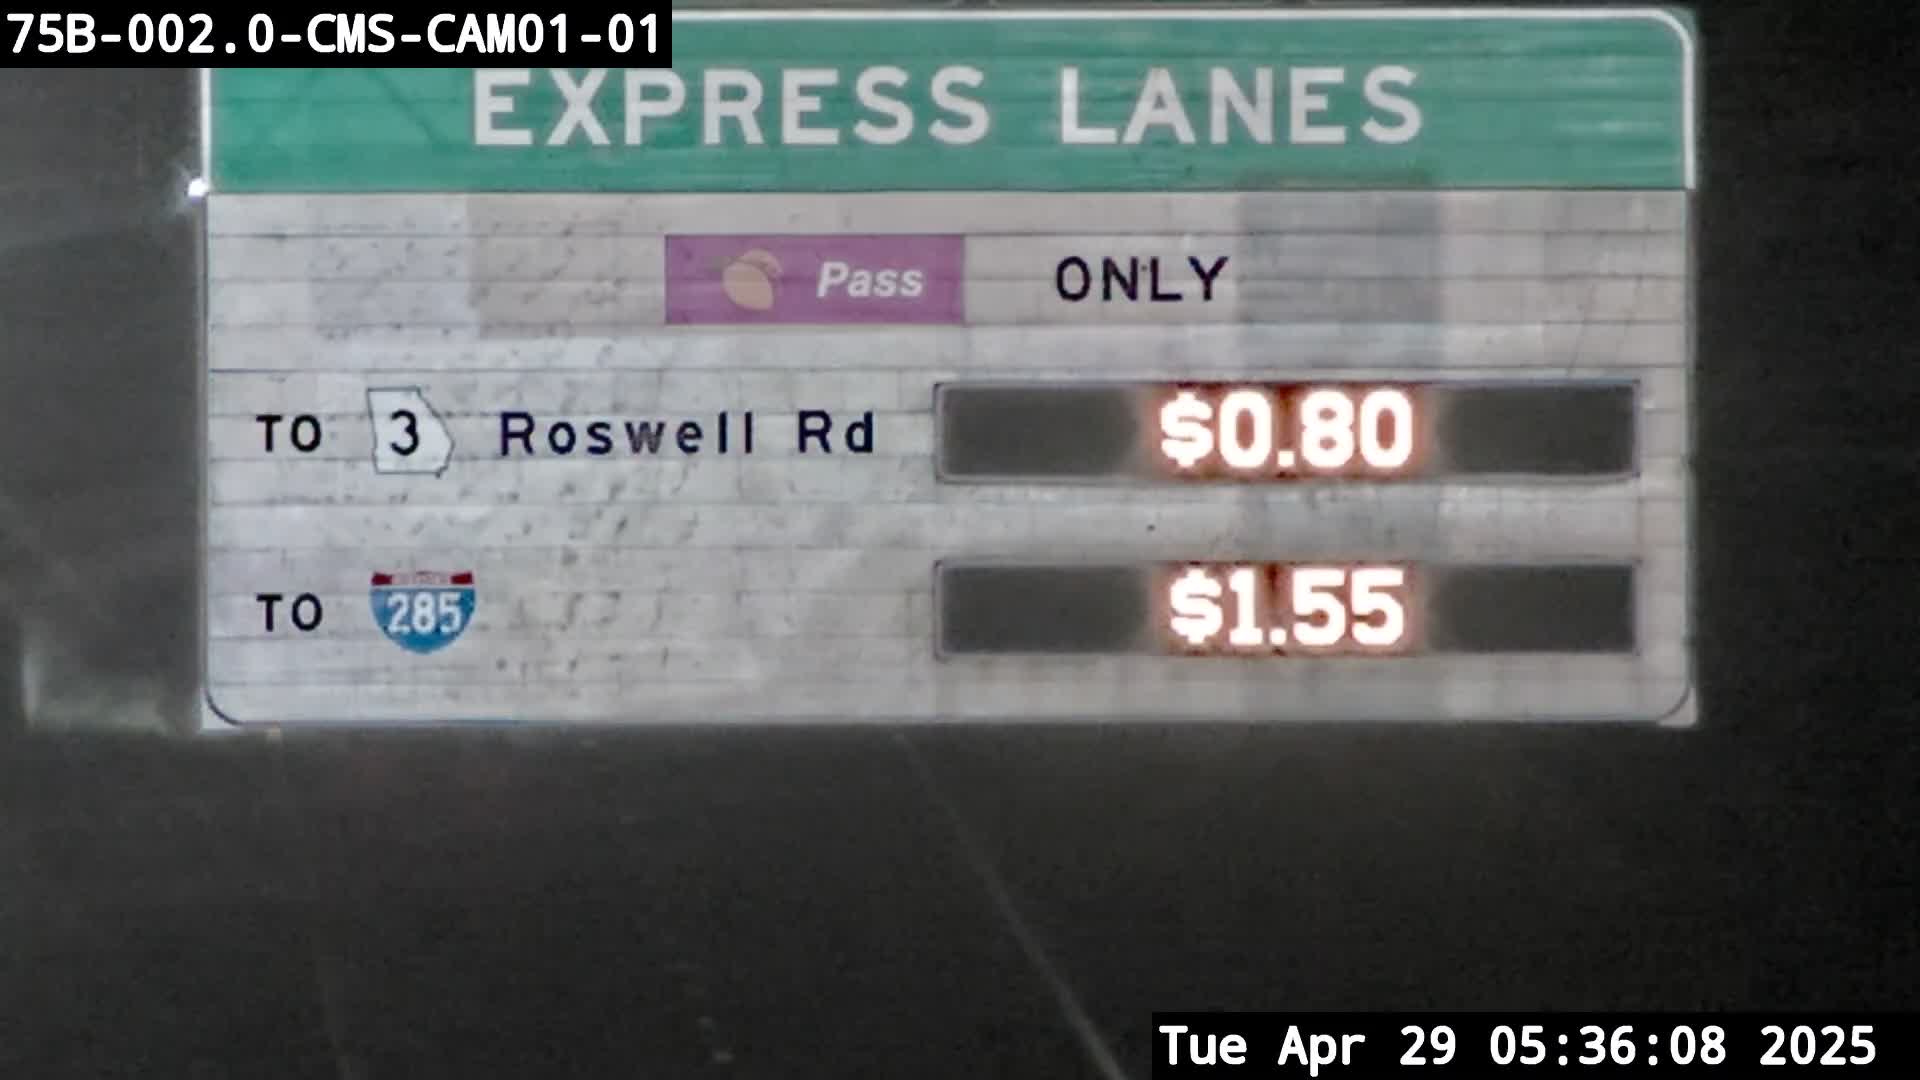 75B-002.0-CMS-CAM01-01
EXPRESS LANES
Pass ONLY
TO 3 Roswell Rd $0.80
TO 285 $1.55
Tue Apr 29 05:36:08 2025